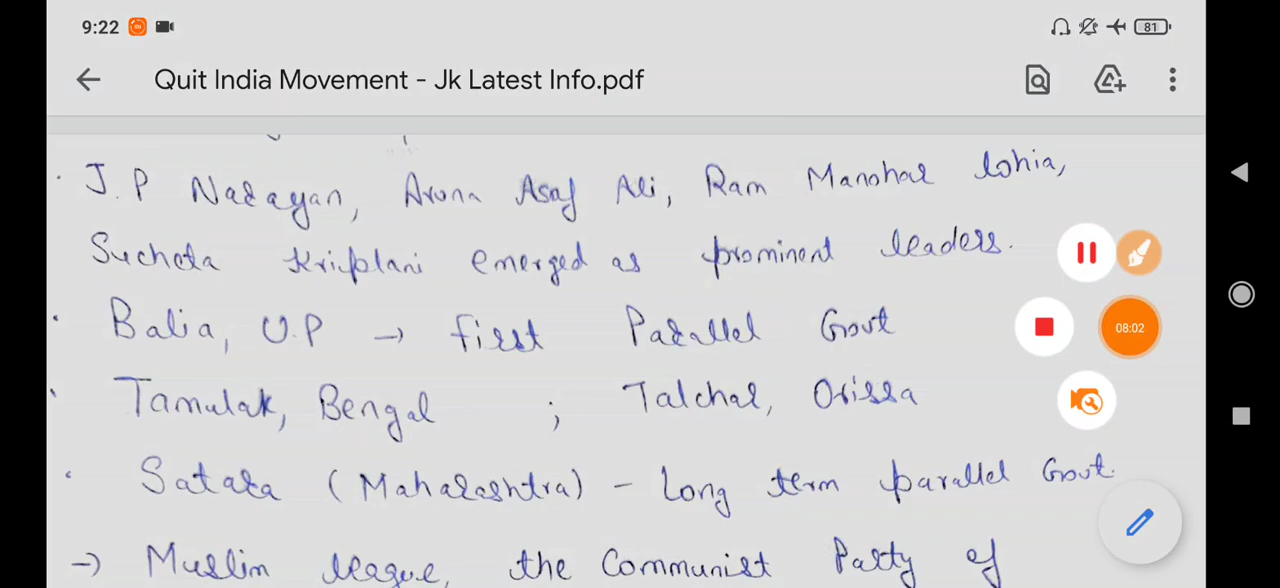 9:22
81
Quit India Movement - Jk Latest Info.pdf
J.P Narayan, Aruna Asaf Ali, Ram Manohar lohia,
Sucheta Kriplani emerged as prominent leaders.
Balia, U.P → first Parallel Govt
Tamulak, Bengal ; Talchar, Orissa
Satara (Maharashtra) - Long term parallel Govt.
08:02
→ Muslim league, the Communist Party of